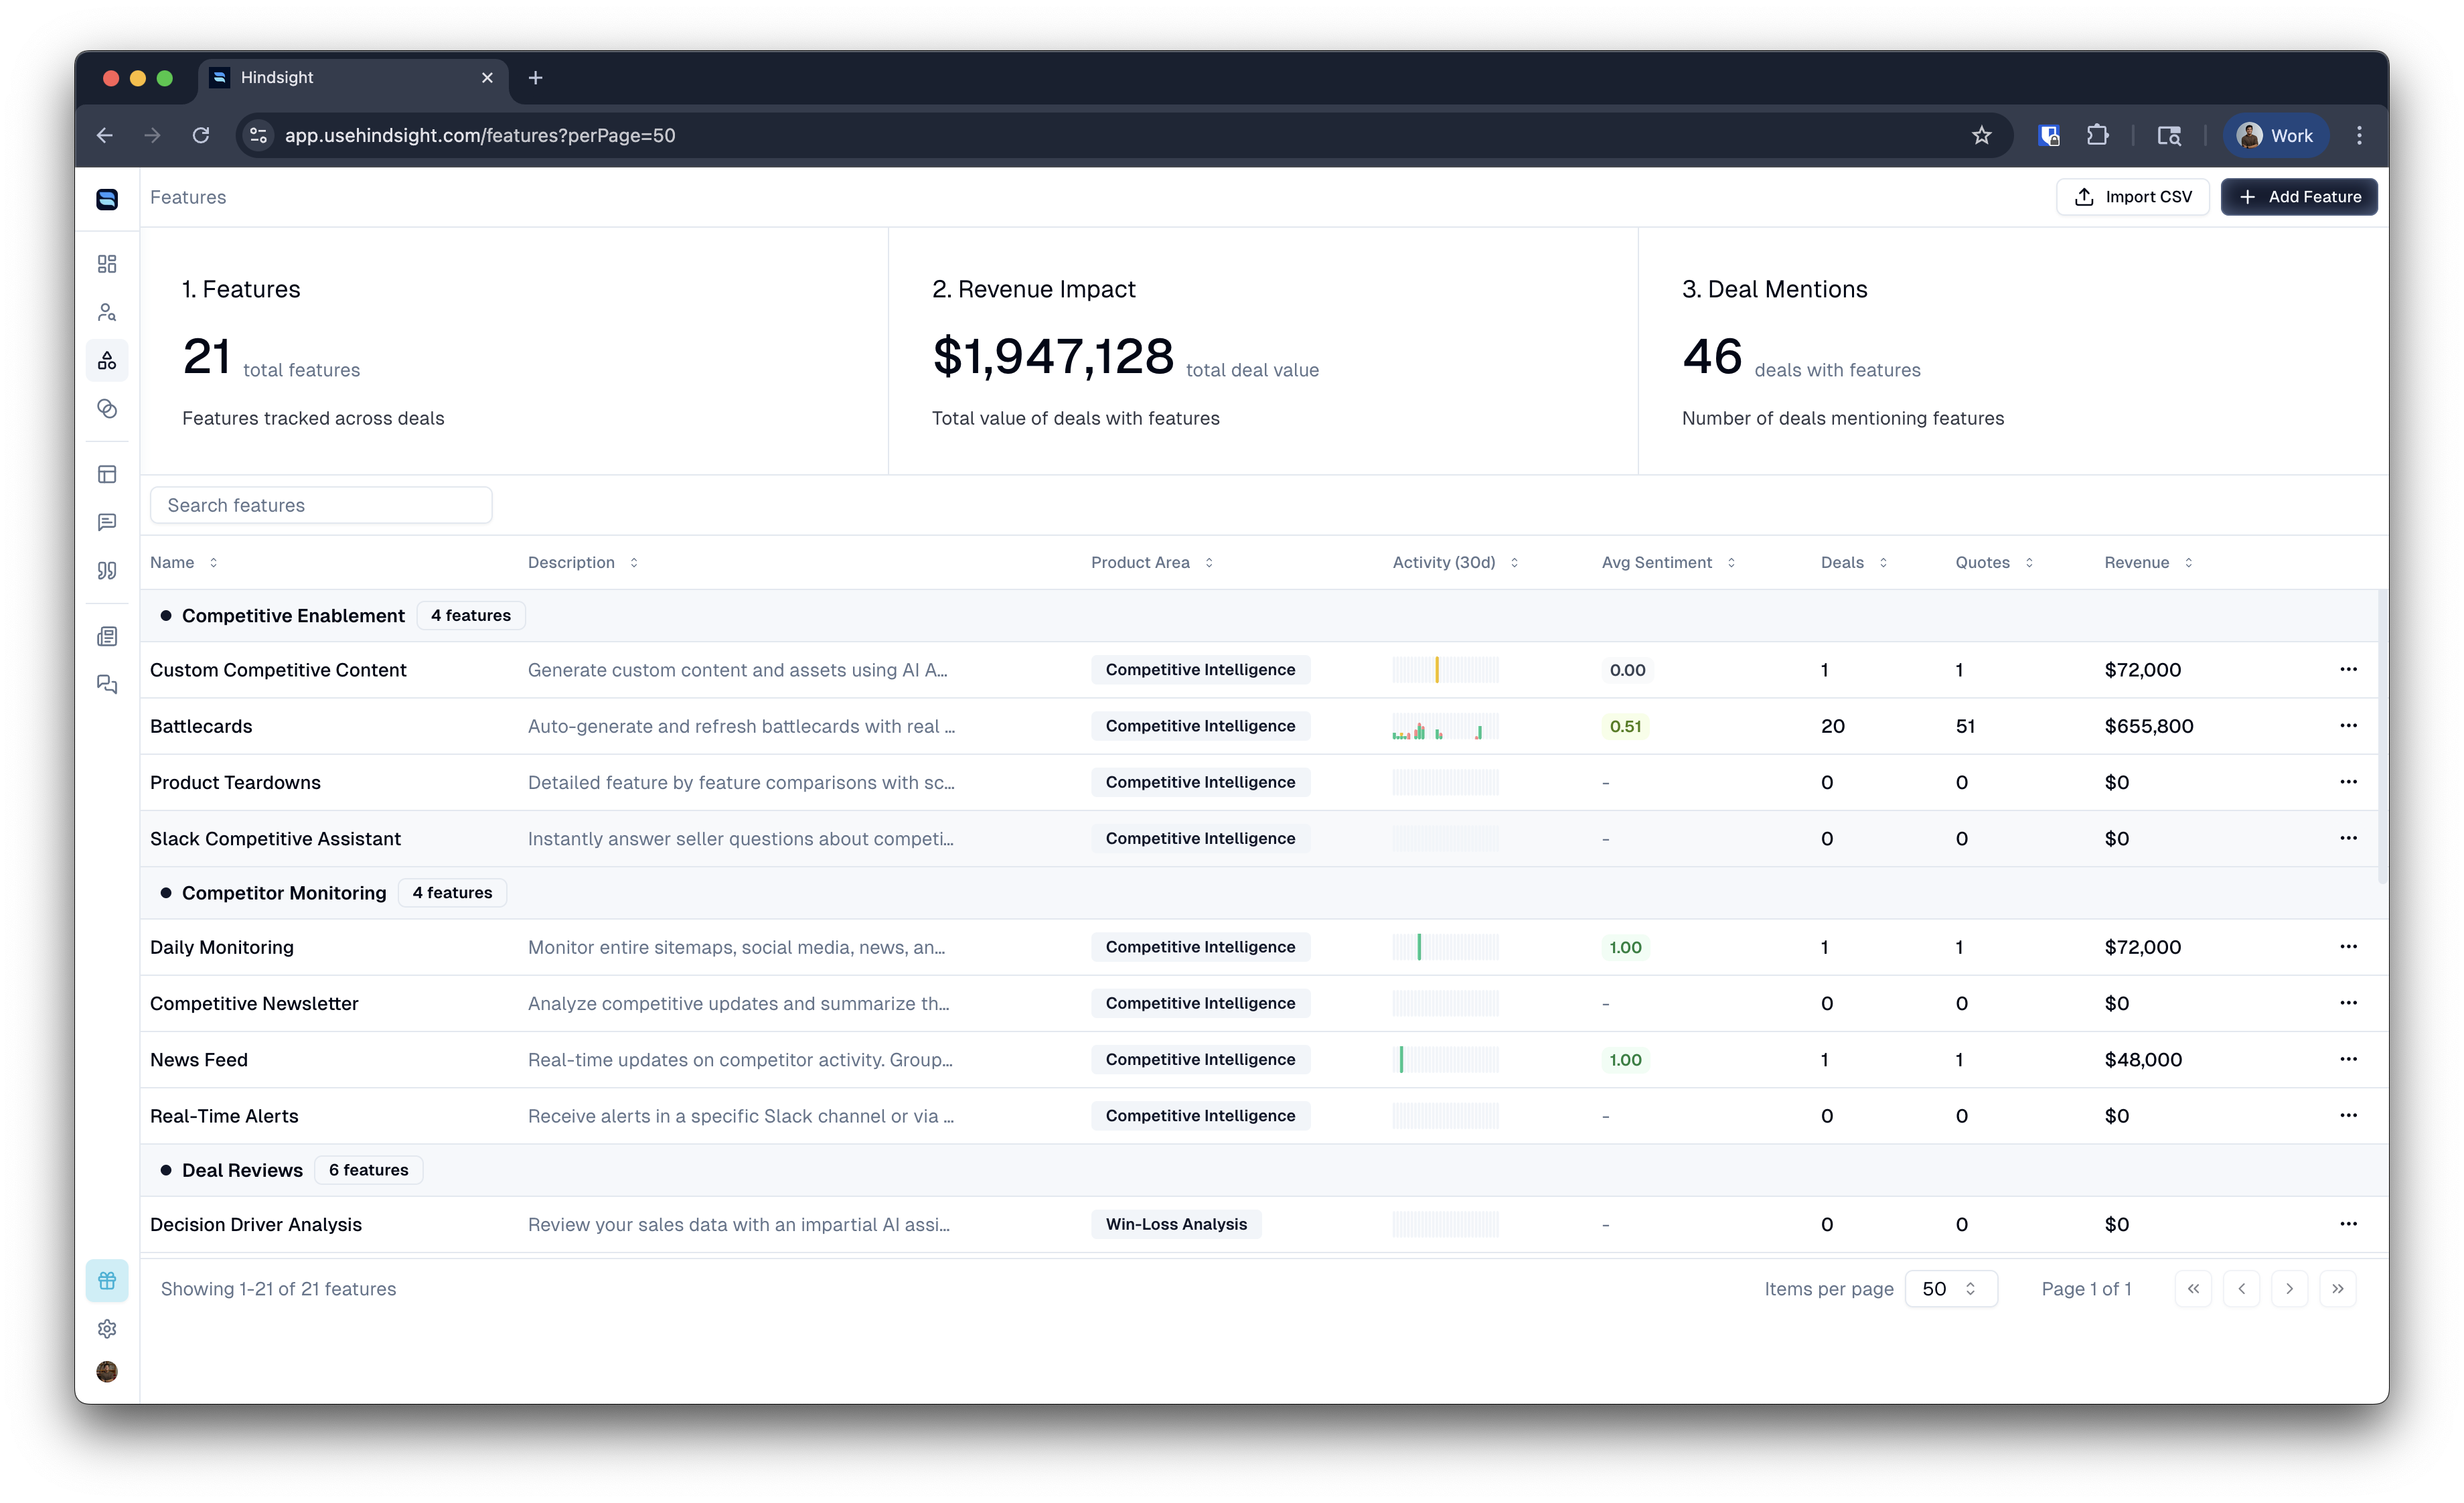 Hindsight
app.usehindsight.com/features?perPage=50
Work
Features
Import CSV
Add Feature
1. Features
21 total features
Features tracked across deals
2. Revenue Impact
$1,947,128 total deal value
Total value of deals with features
3. Deal Mentions
46 deals with features
Number of deals mentioning features
Search features
Name Description Product Area Activity (30d) Avg Sentiment Deals Quotes Revenue
Competitive Enablement 4 features
Custom Competitive Content Generate custom content and assets using AI A... Competitive Intelligence 0.00 1 1 $72,000
Battlecards Auto-generate and refresh battlecards with real ... Competitive Intelligence 0.51 20 51 $655,800
Product Teardowns Detailed feature by feature comparisons with sc... Competitive Intelligence - 0 0 $0
Slack Competitive Assistant Instantly answer seller questions about competi... Competitive Intelligence - 0 0 $0
Competitor Monitoring 4 features
Daily Monitoring Monitor entire sitemaps, social media, news, an... Competitive Intelligence 1.00 1 1 $72,000
Competitive Newsletter Analyze competitive updates and summarize th... Competitive Intelligence - 0 0 $0
News Feed Real-time updates on competitor activity. Group... Competitive Intelligence 1.00 1 1 $48,000
Real-Time Alerts Receive alerts in a specific Slack channel or via ... Competitive Intelligence - 0 0 $0
Deal Reviews 6 features
Decision Driver Analysis Review your sales data with an impartial AI assi... Win-Loss Analysis - 0 0 $0
Showing 1-21 of 21 features
Items per page 50 Page 1 of 1